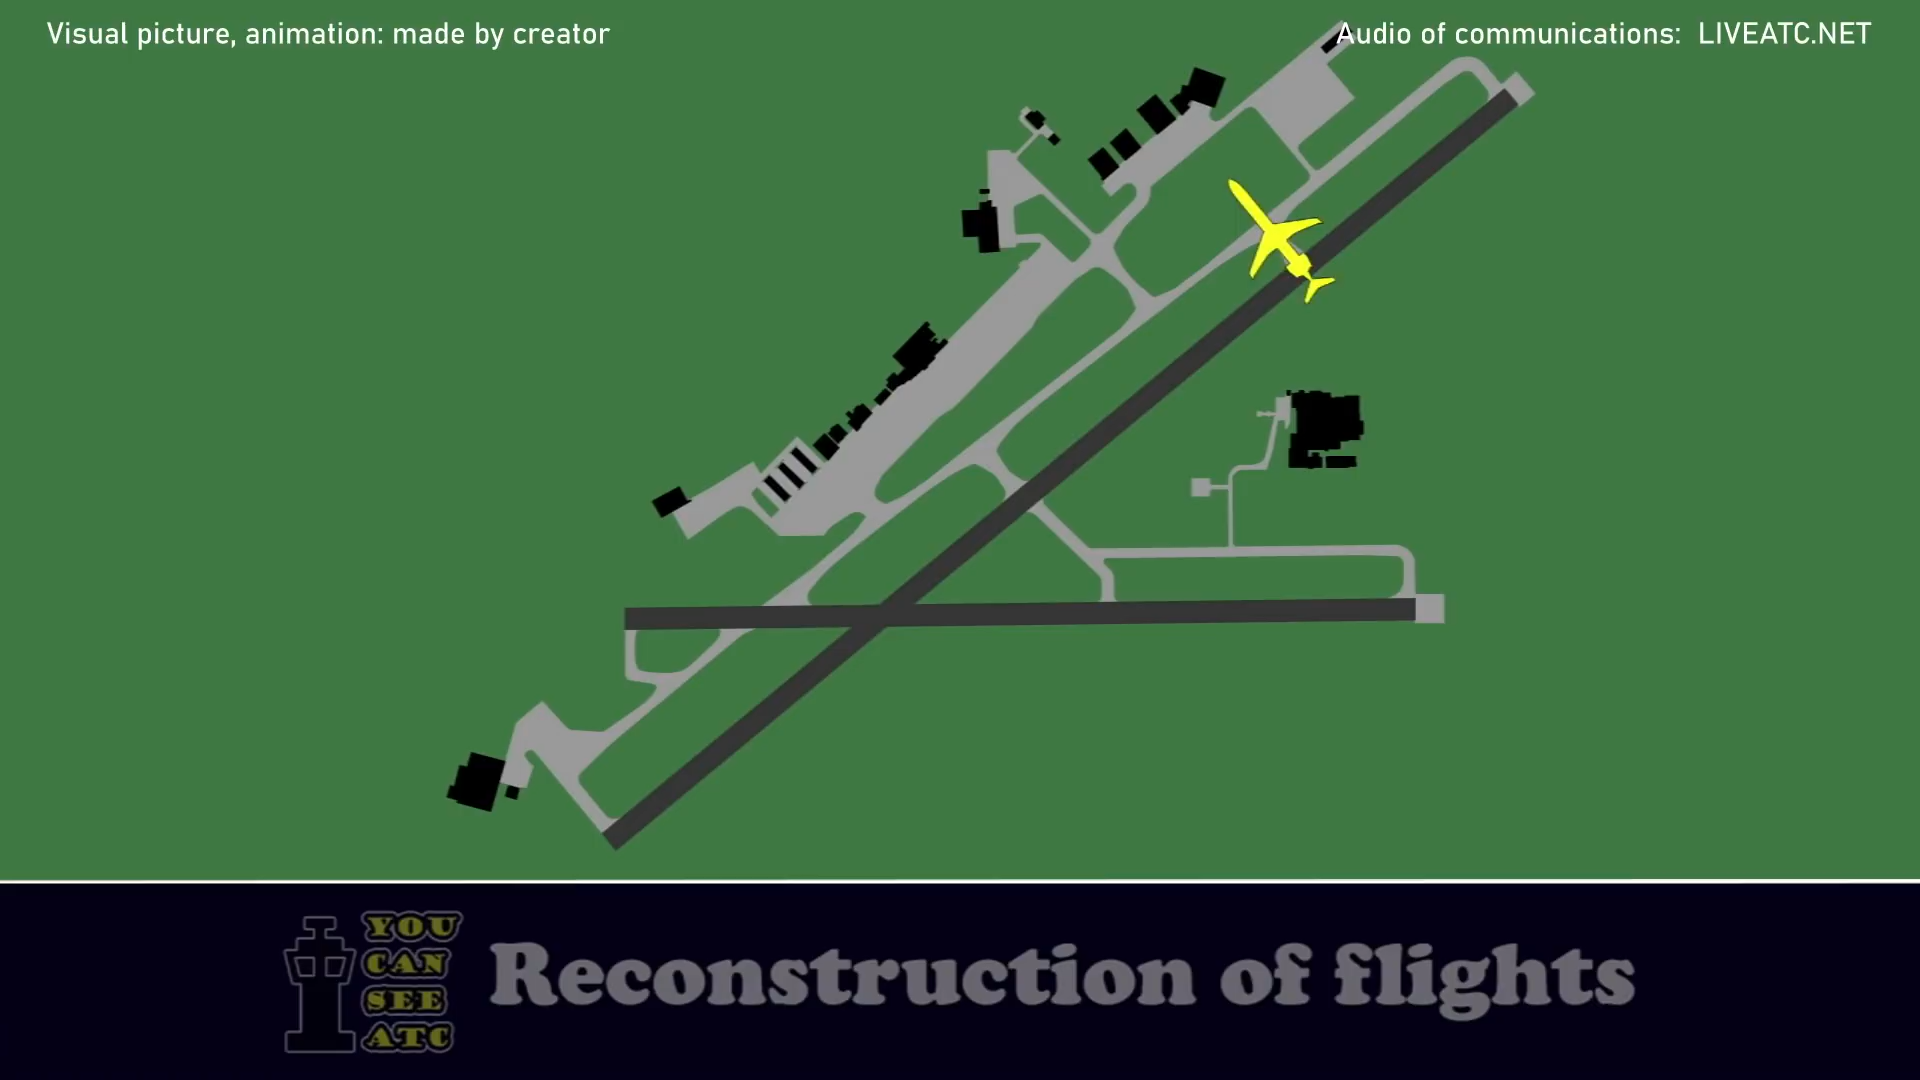 Visual picture, animation: made by creator
Audio of communications: LIVEATC.NET
YOU
CAN
SEE
ATC
Reconstruction of flights